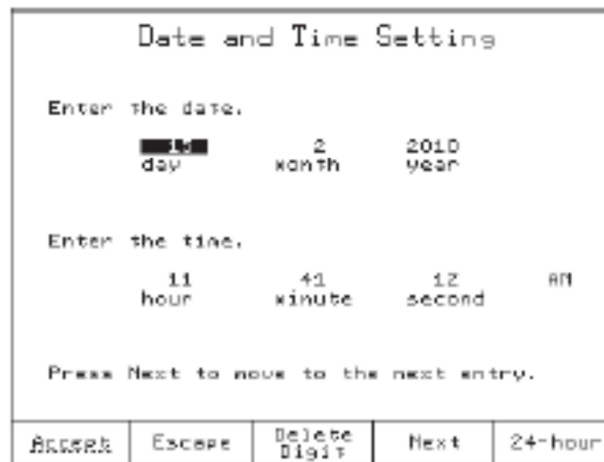 Date and Time Setting
Enter the date.
15 2 2010
day month year
Enter the time.
11 41 12 AM
hour minute second
Press Next to move to the next entry.
Accept Escape Delete Digit Next 24-hour